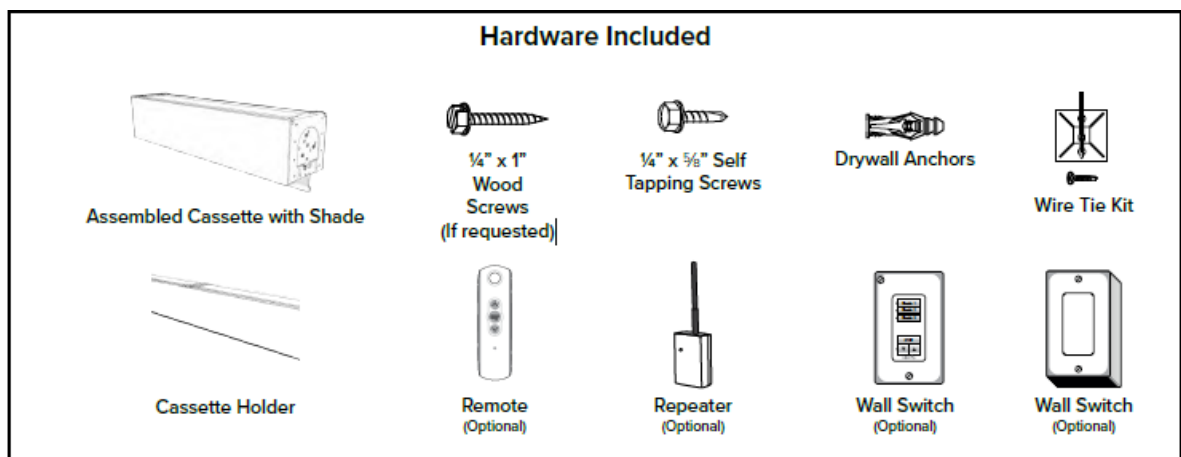 Hardware Included
Assembled Cassette with Shade
¼” x 1”
Wood
Screws
(If requested)
¼” x ⅝” Self
Tapping Screws
Drywall Anchors
Wire Tie Kit
Cassette Holder
Remote
(Optional)
Repeater
(Optional)
Wall Switch
(Optional)
Wall Switch
(Optional)